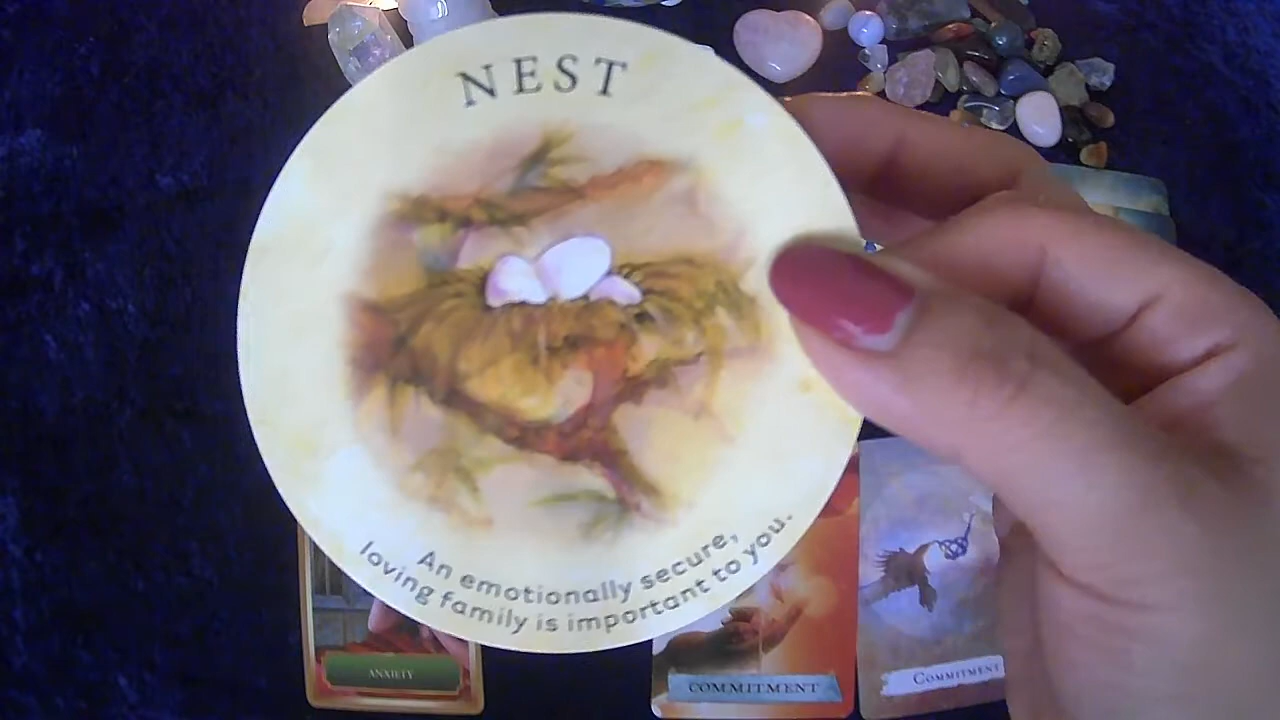 NEST
An emotionally secure,
loving family is important to you.
ANXIETY
COMMITMENT
COMMITMENT